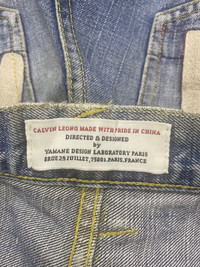 CALVIN LEONG MADE WITH PRIDE IN CHINA
DIRECTED & DESIGNED
by
YAMANE DESIGN LABORATORY PARIS
8RUE 29 JUILLET, 75001, PARIS, FRANCE